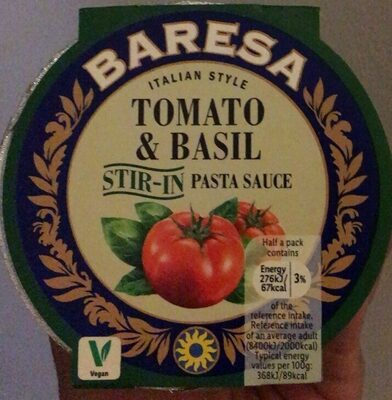 BARESA
ITALIAN STYLE
TOMATO
& BASIL
STIR-IN PASTA SAUCE
Half a pack
contains
Energy
276kJ/
67kcal
3%
of the
reference intake.
Reference intake
of an average adult
(8400kJ/2000kcal)
Typical energy
values per 100g:
368kJ/89kcal
V
Vegan